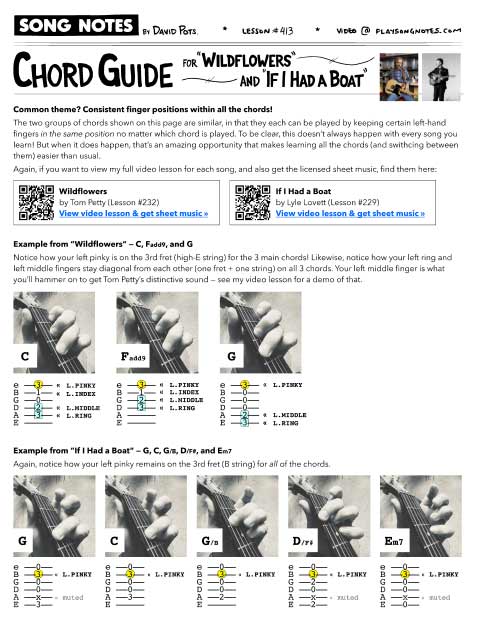 SONG NOTES BY DAVID POTTS. * LESSON #413 * VIDEO @ PLAYSONGNOTES.COM
CHORD GUIDE FOR "WILDFLOWERS" AND "IF I HAD A BOAT"
Common theme? Consistent finger positions within all the chords!
The two groups of chords shown on this page are similar, in that they each can be played by keeping certain left-hand
fingers in the same position no matter which chord is played. To be clear, this doesn't always happen with every song you
learn! But when it does happen, that's an amazing opportunity that makes learning all the chords (and swithcing between
them) easier than usual.
Again, if you want to view my full video lesson for each song, and also get the licensed sheet music, find them here:
Wildflowers
by Tom Petty (Lesson #232)
View video lesson & get sheet music »
If I Had a Boat
by Lyle Lovett (Lesson #229)
View video lesson & get sheet music »
Example from "Wildflowers" — C, Fadd9, and G
Notice how your left pinky is on the 3rd fret (high-E string) for the 3 main chords! Likewise, notice how your left ring and
left middle fingers stay diagonal from each other (one fret + one string) on all 3 chords. Your left middle finger is what
you'll hammer on to get Tom Petty's distinctive sound — see my video lesson for a demo of that.
C
Fadd9
G
e 3 « L.PINKY
B 1 « L.INDEX
G 0
D 2 « L.MIDDLE
A 3 « L.RING
E
e 3 « L.PINKY
B 1 « L.INDEX
G 2 « L.MIDDLE
D 3 « L.RING
A
E
e 3 « L.PINKY
B 0
G 0
D 0
A 2 « L.MIDDLE
E 3 « L.RING
Example from "If I Had a Boat" — G, C, G/B, D/F#, and Em7
Again, notice how your left pinky remains on the 3rd fret (B string) for all of the chords.
G
C
G/B
D/F#
Em7
e 0
B 3 « L.PINKY
G 0
D 0
A x « muted
E 3
e 0
B 3 « L.PINKY
G 0
D 0
A 3
E
e 0
B 3 « L.PINKY
G 0
D 0
A 2
E
e 0
B 3 « L.PINKY
G 2
D 0
A x « muted
E 2
e 0
B 3 « L.PINKY
G 0
D 0
A x « muted
E 0